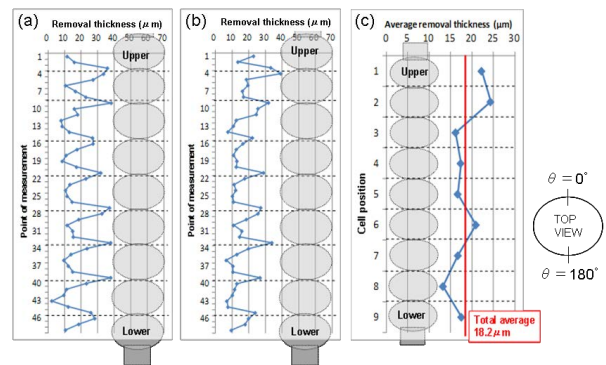 (a)
Removal thickness (μm)
0 10 20 30 40 50 60 70
Point of measurement
1
4
7
10
13
16
19
22
25
28
31
34
37
40
43
46
Upper
Lower
(b)
Removal thickness (μm)
0 10 20 30 40 50 60 70
Point of measurement
1
4
7
10
13
16
19
22
25
28
31
34
37
40
43
46
Upper
Lower
(c)
Average removal thickness (μm)
0 5 10 15 20 25 30
Cell position
1
2
3
4
5
6
7
8
9
Upper
Lower
Total average
18.2μm
θ = 0°
TOP
VIEW
θ = 180°